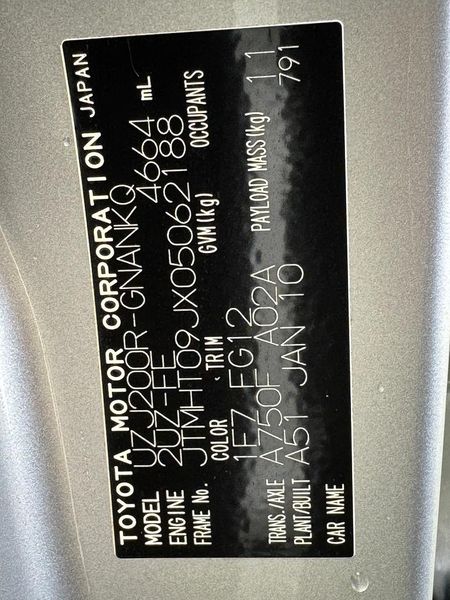 TOYOTA MOTOR CORPORATION JAPAN
MODEL UZJ200R-GNANKQ
ENGINE 2UZ-FE 4664 mL
FRAME No. JTMHT09JX05062188
COLOR TRIM GVM(kg) OCCUPANTS
1F7 FG12
PAYLOAD MASS(kg) 11
TRANS./AXLE A750F A02A
PLANT/BUILT A51 JAN 10 791
CAR NAME